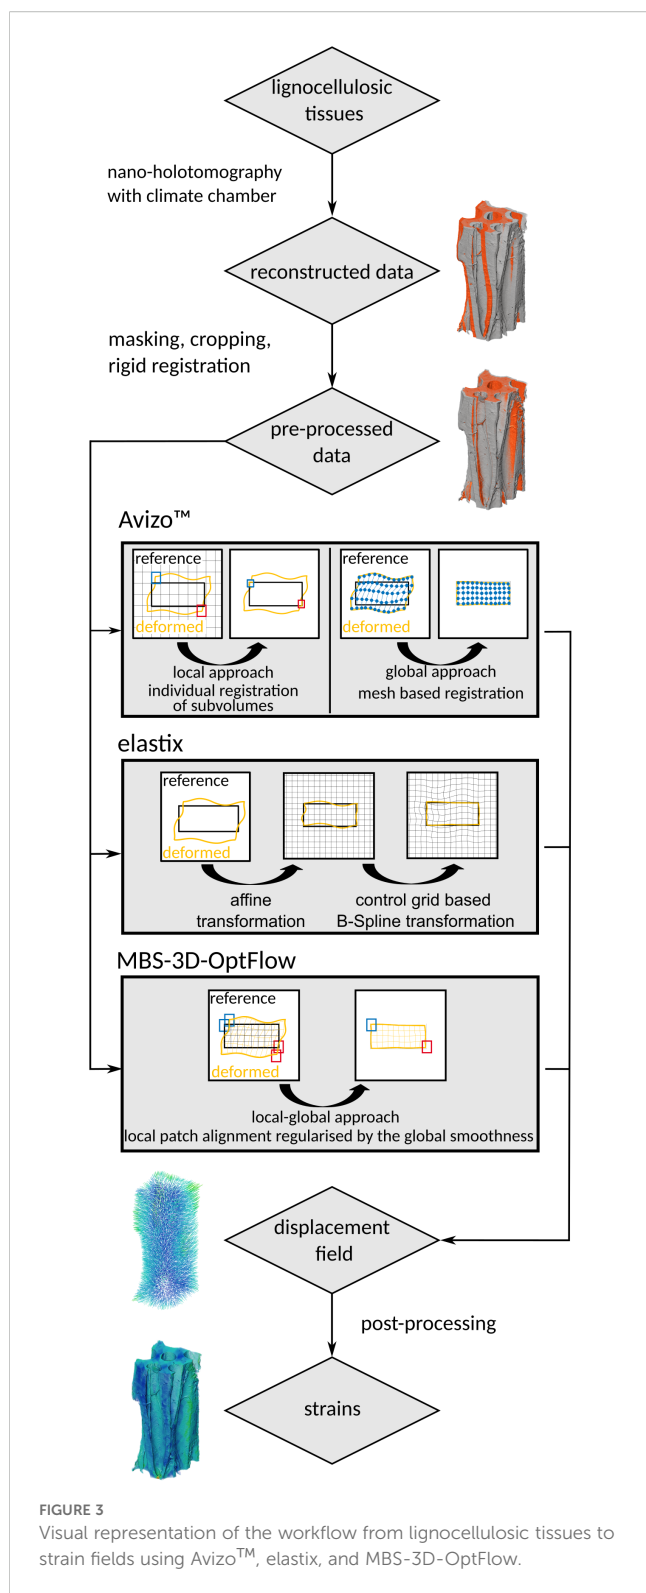 lignocellulosic
tissues
nano-holotomography
with climate chamber
reconstructed data
masking, cropping,
rigid registration
pre-processed
data
Avizo™
reference
deformed
local approach
individual registration
of subvolumes
reference
deformed
global approach
mesh based registration
elastix
reference
deformed
affine
transformation
control grid based
B-Spline transformation
MBS-3D-OptFlow
reference
deformed
local-global approach
local patch alignment regularised by the global smoothness
displacement
field
post-processing
strains
FIGURE 3
Visual representation of the workflow from lignocellulosic tissues to
strain fields using Avizo™, elastix, and MBS-3D-OptFlow.